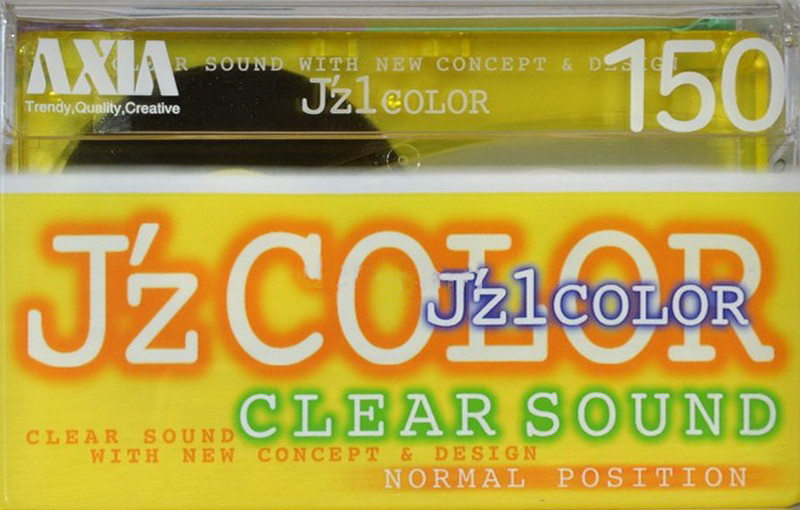 AXIA
Trendy,Quality,Creative
CLEAR SOUND WITH NEW CONCEPT & DESIGN
J'z1COLOR
150
J'z COLOR
J'z1COLOR
CLEAR SOUND
CLEAR SOUND
WITH NEW CONCEPT & DESIGN
NORMAL POSITION